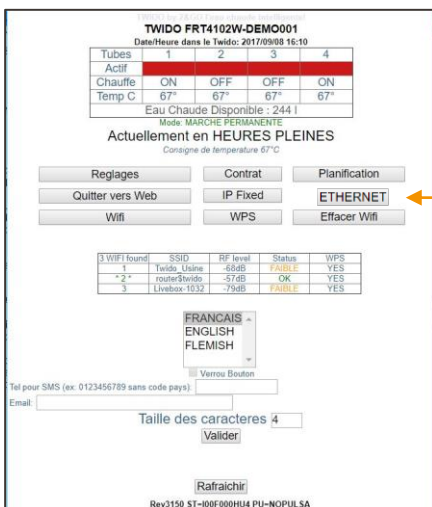 TWIDO FRT4102W-DEMO001
Date/Heure dans le Twido: 2017/09/08 16:10
Tubes 1 2 3 4
Actif
Chauffe ON OFF OFF ON
Temp C 67° 67° 67° 67°
Eau Chaude Disponible : 244 l
Mode: MARCHE PERMANENTE
Actuellement en HEURES PLEINES
Consigne de temperature 67°C
Reglages Contrat Planification
Quitter vers Web IP Fixed ETHERNET
Wifi WPS Effacer Wifi
3 WIFI found SSID RF level Status WPS
1 Twido_Usine -68dB FAIBLE YES
* 2 * router$twido -57dB OK YES
3 Livebox-1032 -79dB FAIBLE YES
FRANCAIS
ENGLISH
FLEMISH
Verrou Bouton
Tel pour SMS (ex: 0123456789 sans code pays):
Email:
Taille des caracteres 4
Valider
Rafraichir
Rev3150 ST=I00F000HU4 PU=NOPULSA